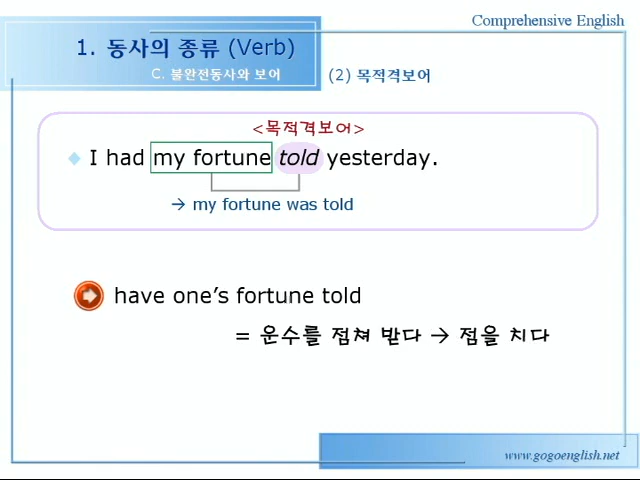 Comprehensive English
1. 동사의 종류 (Verb)
C. 불완전동사와 보어
(2) 목적격보어
<목적격보어>
I had my fortune told yesterday.
→ my fortune was told
have one's fortune told
= 운수를 점쳐 받다 → 점을 치다
www.gogoenglish.net